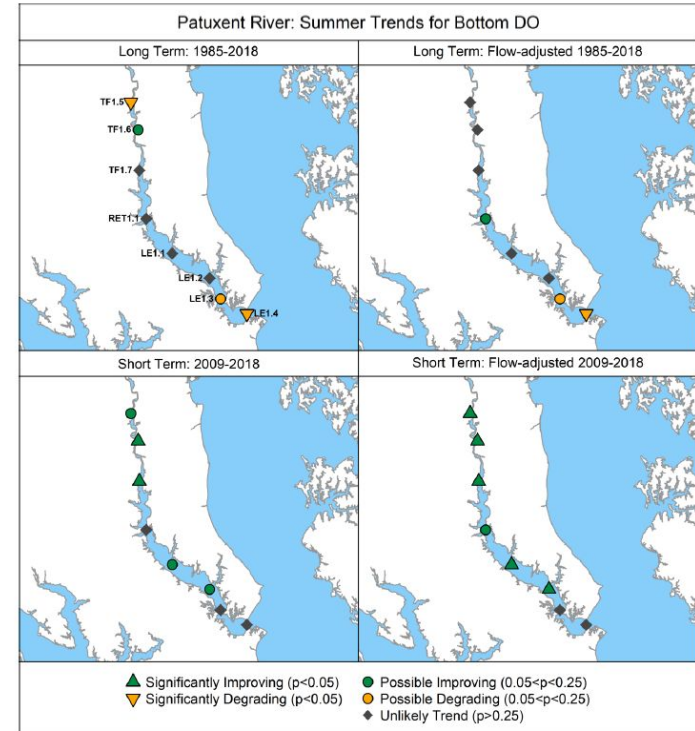 Patuxent River: Summer Trends for Bottom DO
Long Term: 1985-2018
Long Term: Flow-adjusted 1985-2018
TF1.5
TF1.6
TF1.7
RET1.1
LE1.1
LE1.2
LE1.3
LE1.4
Short Term: 2009-2018
Short Term: Flow-adjusted 2009-2018
Significantly Improving (p<0.05)
Possible Improving (0.05<p<0.25)
Significantly Degrading (p<0.05)
Possible Degrading (0.05<p<0.25)
Unlikely Trend (p>0.25)